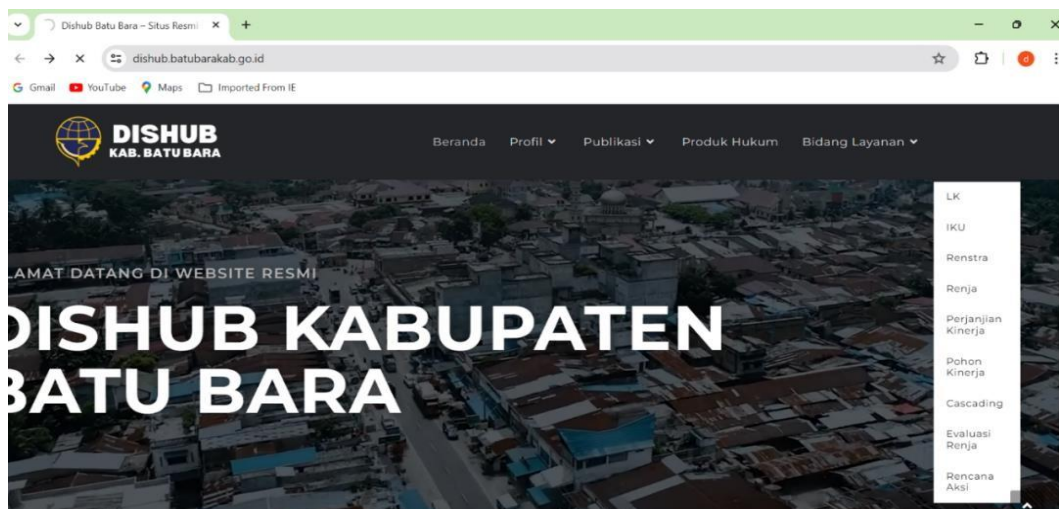 Dishub Batu Bara – Situs Resmi
dishub.batubarakab.go.id
d
Gmail YouTube Maps Imported From IE
DISHUB
KAB. BATU BARA
Beranda Profil Publikasi Produk Hukum Bidang Layanan
LK
IKU
Renstra
Renja
Perjanjian
Kinerja
Pohon
Kinerja
Cascading
Evaluasi
Renja
Rencana
Aksi
LAMAT DATANG DI WEBSITE RESMI
DISHUB KABUPATEN
BATU BARA